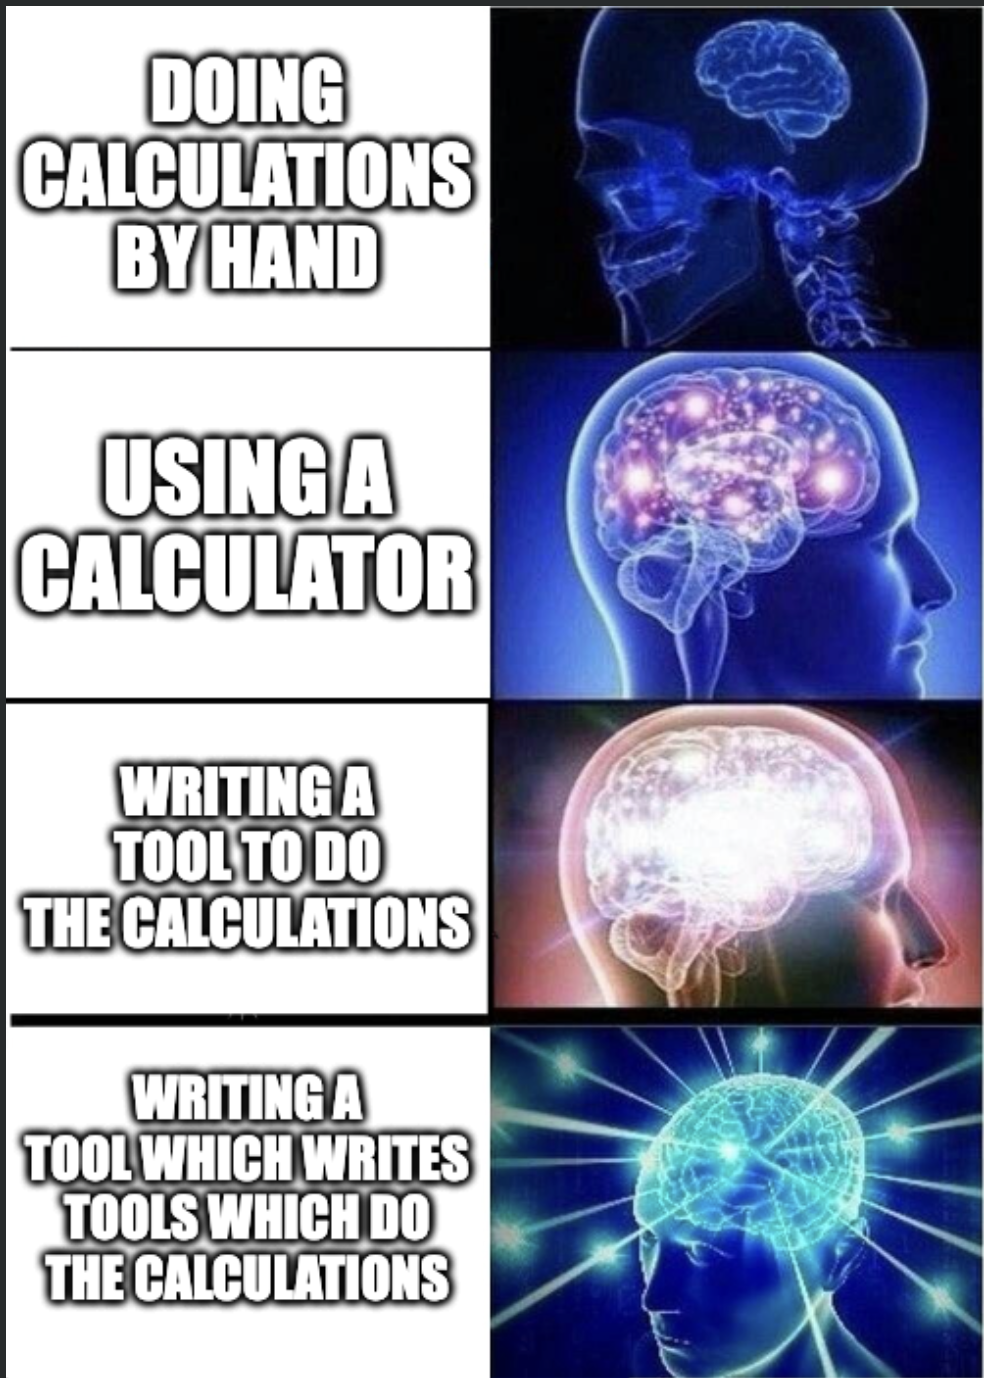 DOING
CALCULATIONS
BY HAND
USING A
CALCULATOR
WRITING A
TOOL TO DO
THE CALCULATIONS
WRITING A
TOOL WHICH WRITES
TOOLS WHICH DO
THE CALCULATIONS